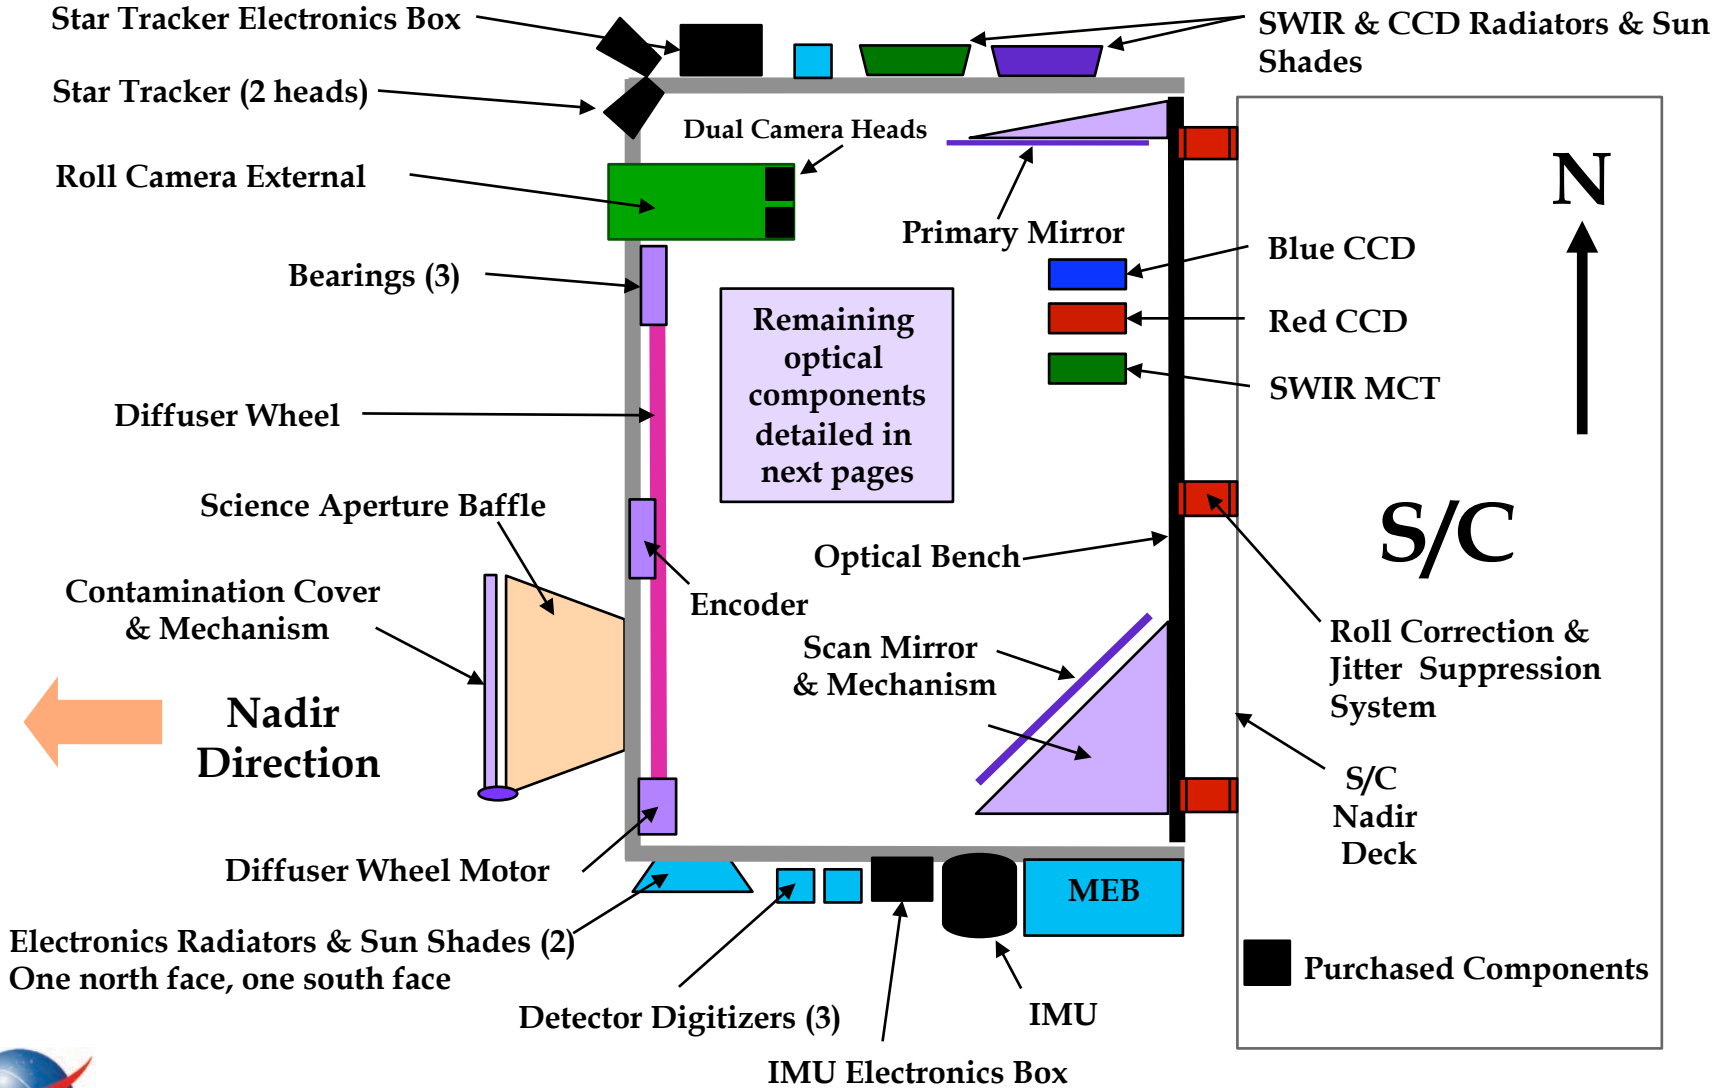 Star Tracker Electronics Box
SWIR & CCD Radiators & Sun
Shades
Star Tracker (2 heads)
Dual Camera Heads
Roll Camera External
N
Primary Mirror
Blue CCD
Bearings (3)
Remaining
optical
components
detailed in
next pages
Red CCD
SWIR MCT
Diffuser Wheel
Science Aperture Baffle
S/C
Optical Bench
Contamination Cover
& Mechanism
Encoder
Scan Mirror
& Mechanism
Roll Correction &
Jitter Suppression
System
Nadir
Direction
S/C
Nadir
Deck
Diffuser Wheel Motor
MEB
Electronics Radiators & Sun Shades (2)
One north face, one south face
Purchased Components
Detector Digitizers (3)
IMU
IMU Electronics Box